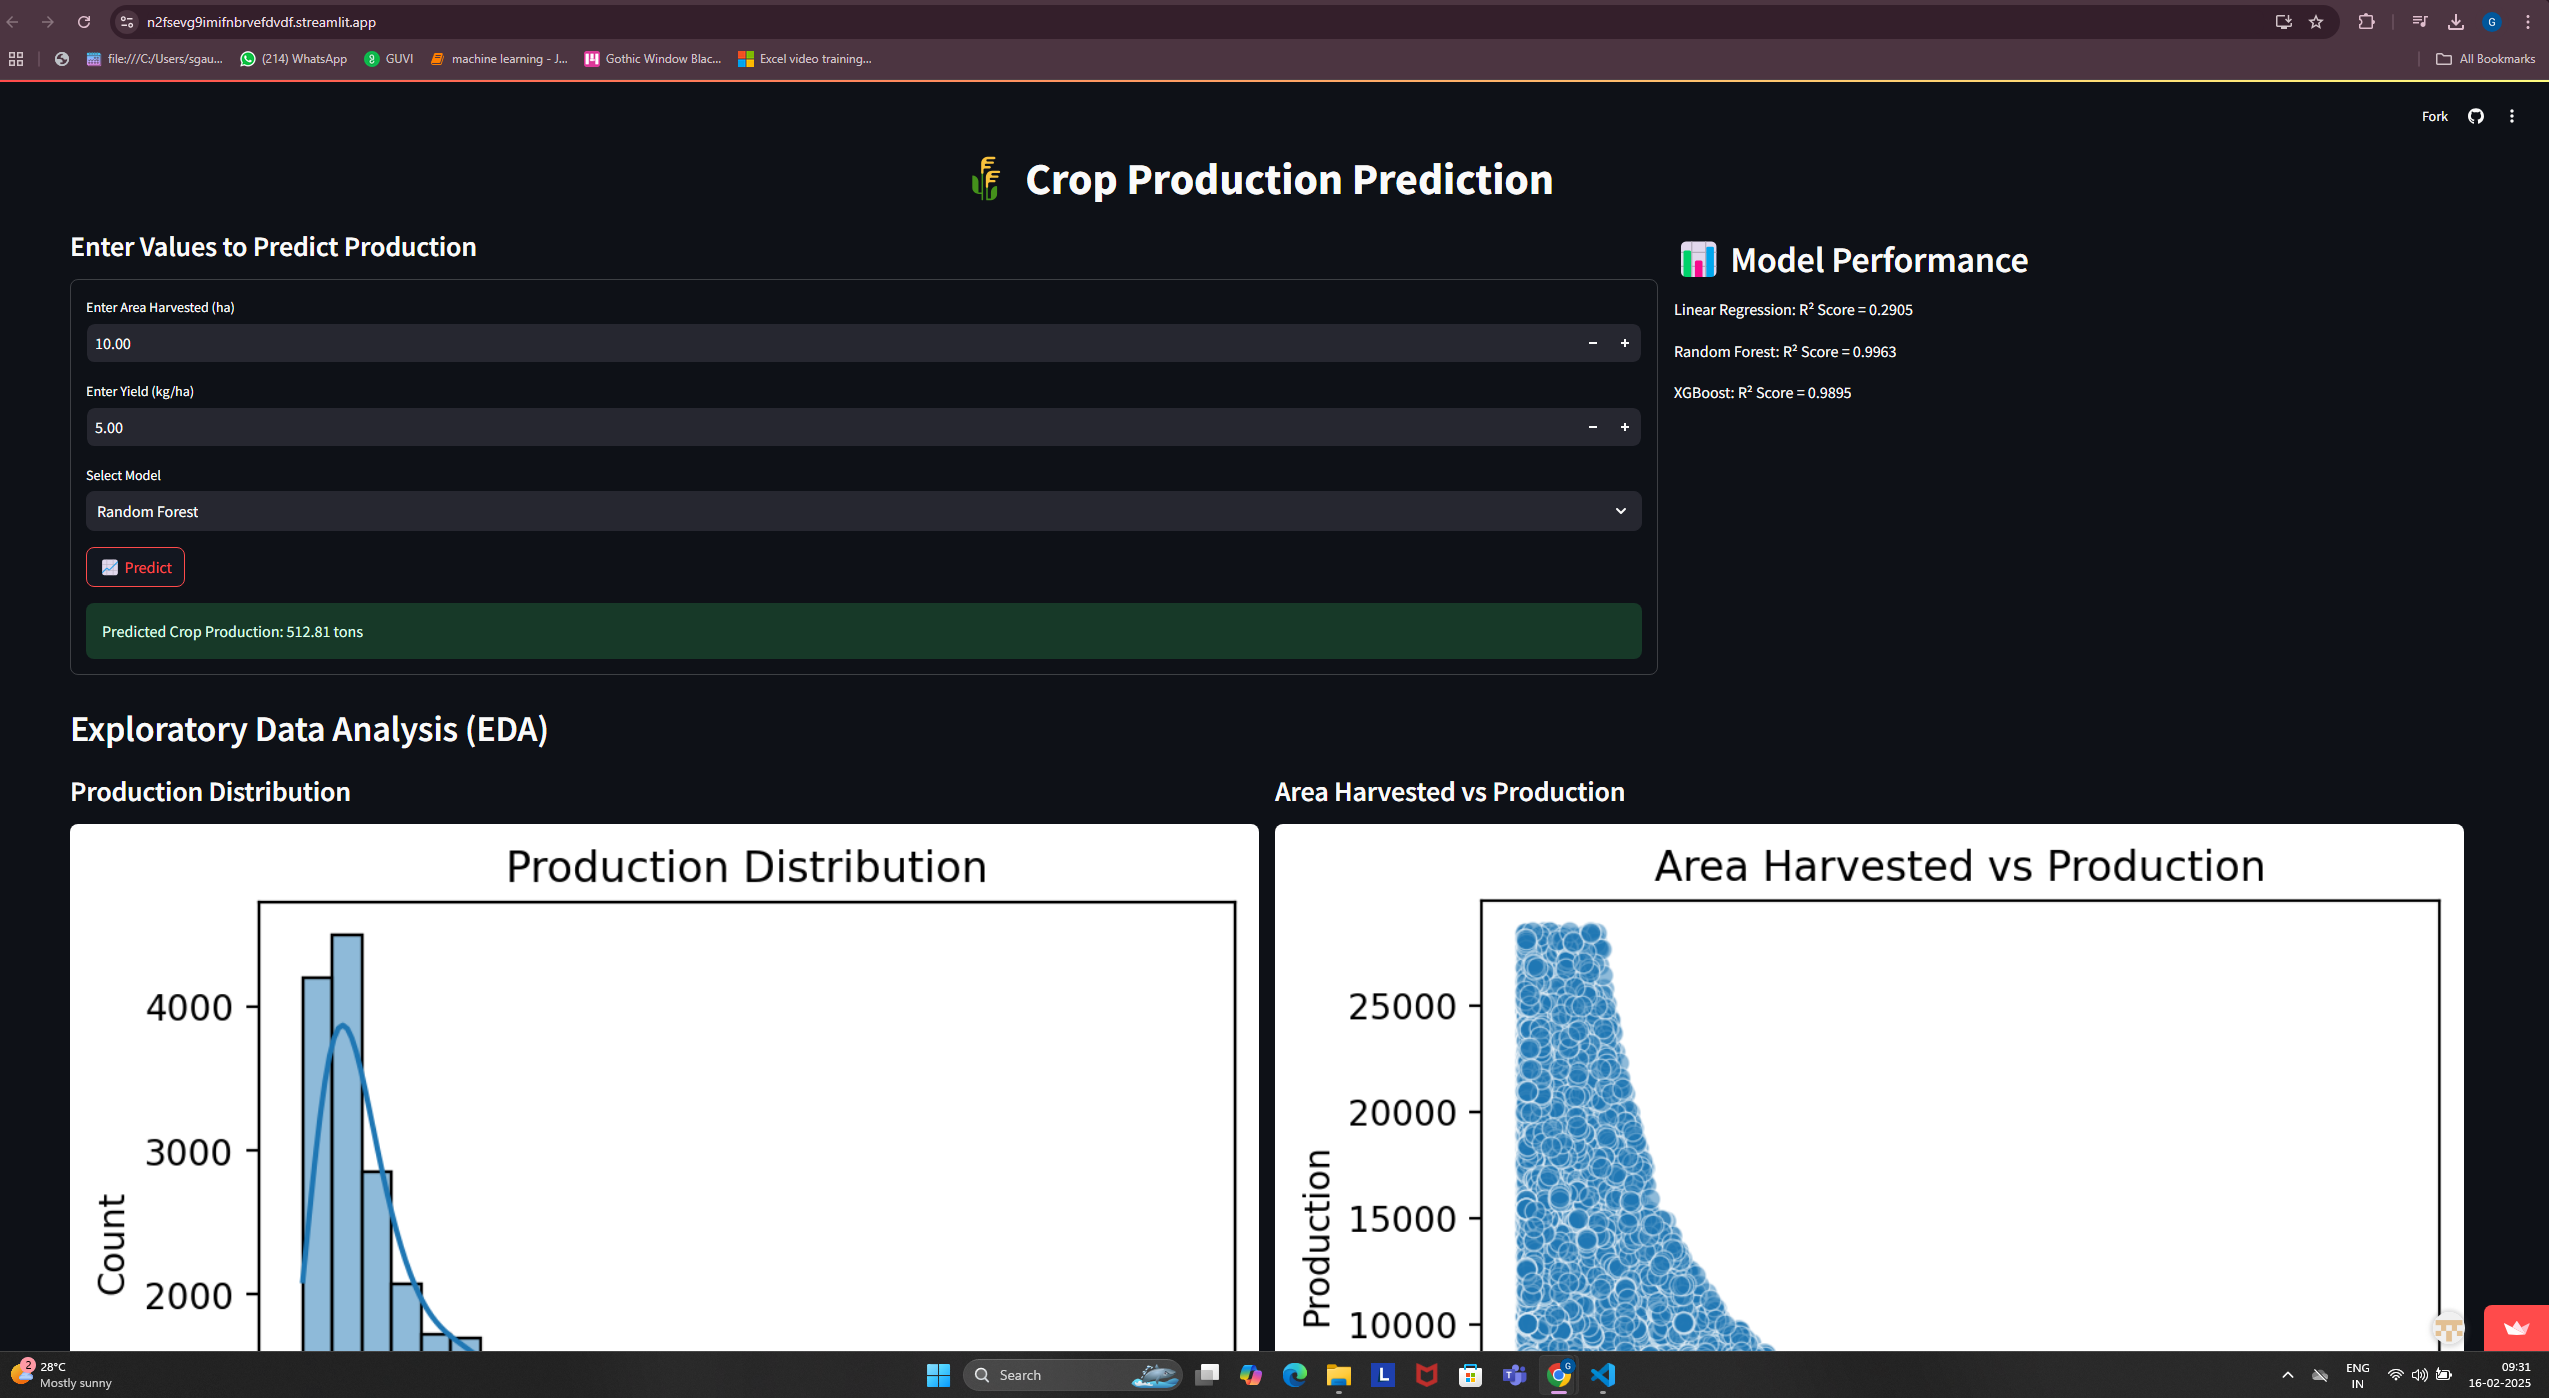 n2fsevg9imifnbrvefdvdf.streamlit.app
G
file:///C:/Users/sgau...
(214) WhatsApp
GUVI
machine learning - J...
Gothic Window Blac...
Excel video training...
All Bookmarks
Fork
Crop Production Prediction
Enter Values to Predict Production
Enter Area Harvested (ha)
10.00
Enter Yield (kg/ha)
5.00
Select Model
Random Forest
Predict
Predicted Crop Production: 512.81 tons
Model Performance
Linear Regression: R² Score = 0.2905
Random Forest: R² Score = 0.9963
XGBoost: R² Score = 0.9895
Exploratory Data Analysis (EDA)
Production Distribution
Production Distribution
4000
3000
2000
Count
Area Harvested vs Production
Area Harvested vs Production
25000
20000
15000
10000
Production
2
28°C
Mostly sunny
Search
L
G
ENG
IN
09:31
16-02-2025